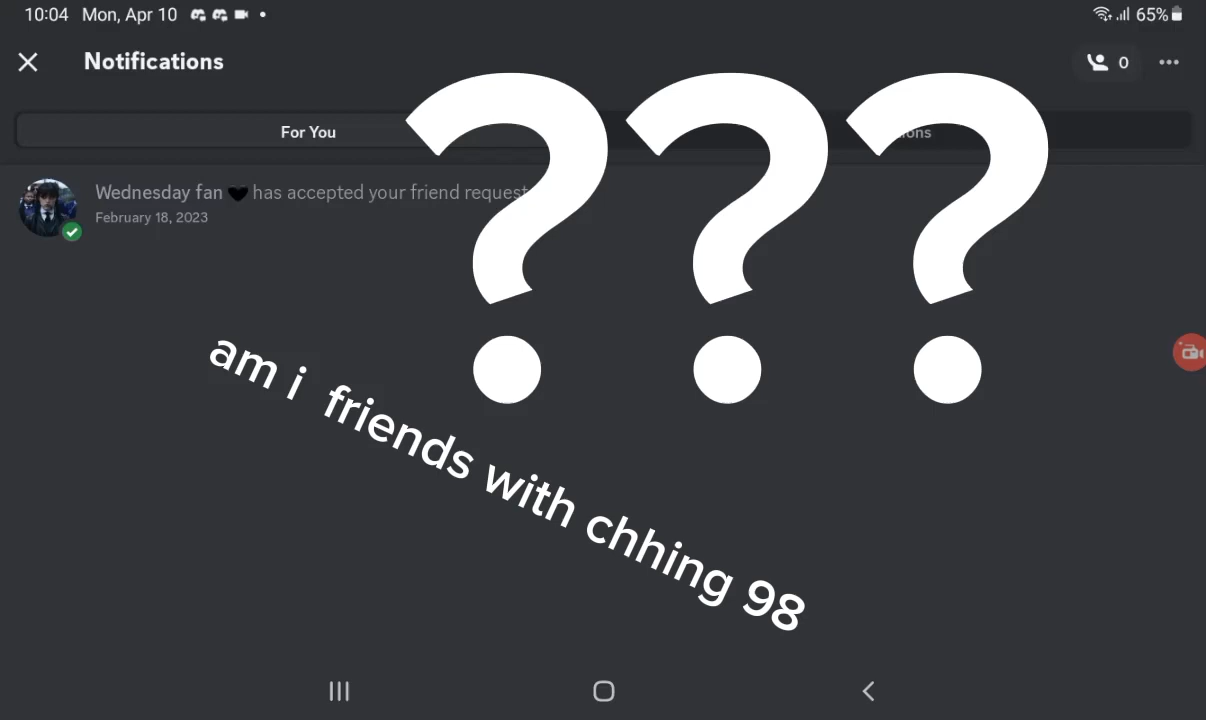 10:04 Mon, Apr 10 65%
Notifications
0
For You
Wednesday fan 🖤 has accepted your friend request
February 18, 2023
???
am i friends with chhing 98